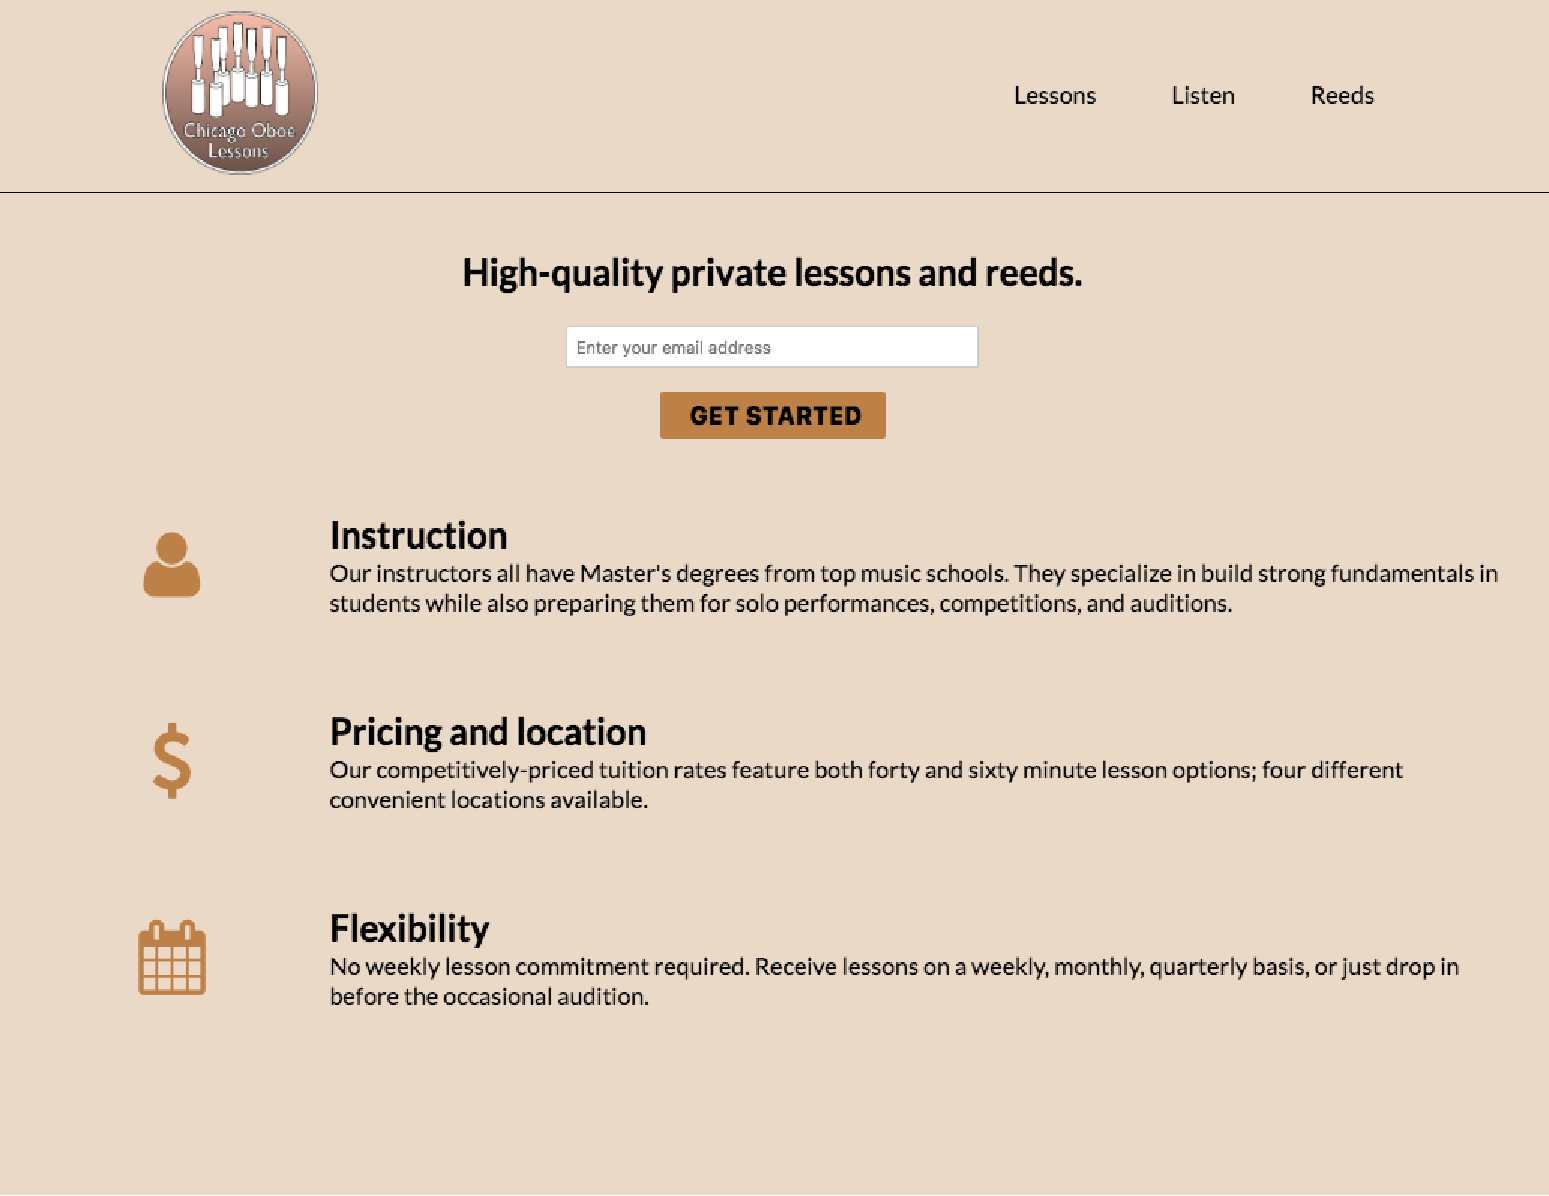 Chicago Oboe
Lessons
Lessons
Listen
Reeds
High-quality private lessons and reeds.
Enter your email address
GET STARTED
Instruction
Our instructors all have Master's degrees from top music schools. They specialize in build strong fundamentals in
students while also preparing them for solo performances, competitions, and auditions.
Pricing and location
Our competitively-priced tuition rates feature both forty and sixty minute lesson options; four different
convenient locations available.
Flexibility
No weekly lesson commitment required. Receive lessons on a weekly, monthly, quarterly basis, or just drop in
before the occasional audition.